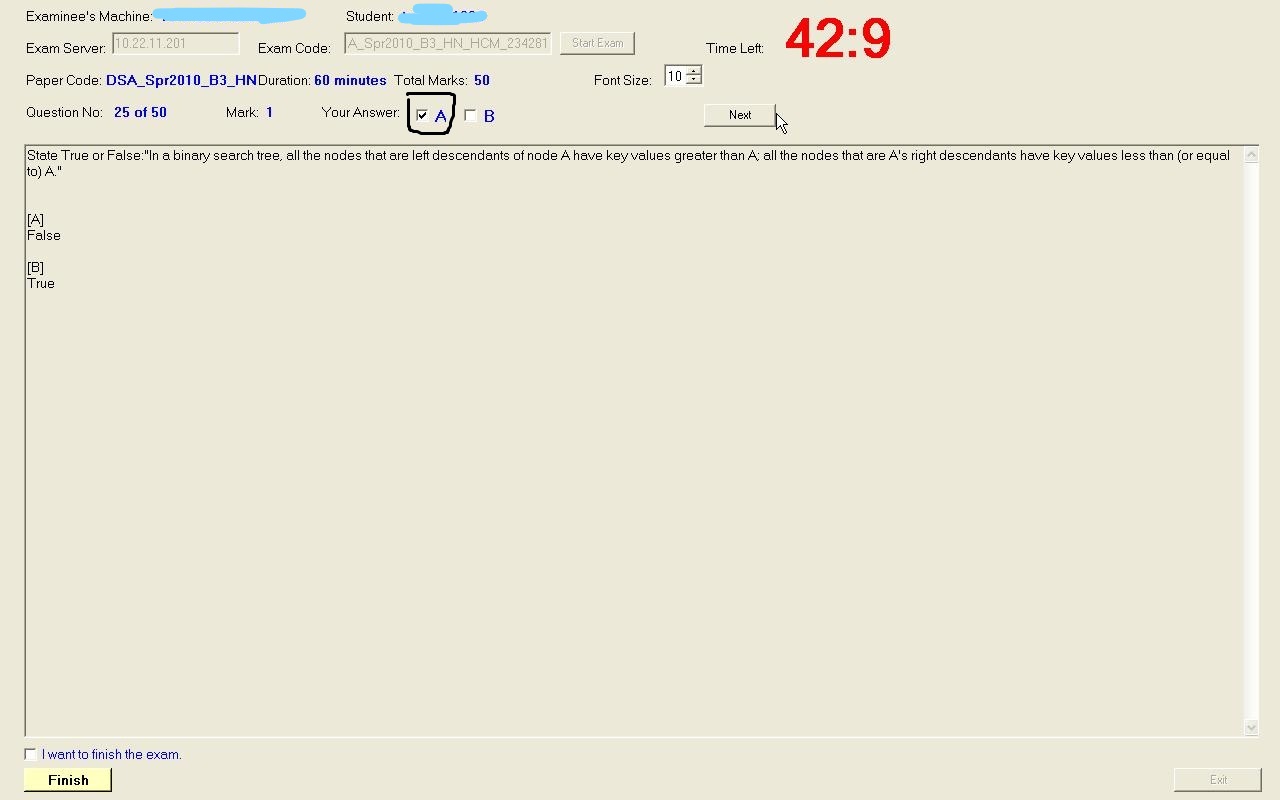 Examinee's Machine: Student:
Exam Server: 10.22.11.201 Exam Code: A_Spr2010_B3_HN_HCM_234281 Start Exam Time Left: 42:9
Paper Code: DSA_Spr2010_B3_HN Duration: 60 minutes Total Marks: 50 Font Size: 10
Question No: 25 of 50 Mark: 1 Your Answer: A B Next
State True or False:"In a binary search tree, all the nodes that are left descendants of node A have key values greater than A; all the nodes that are A's right descendants have key values less than (or equal
to) A."
[A]
False
[B]
True
I want to finish the exam.
Finish Exit